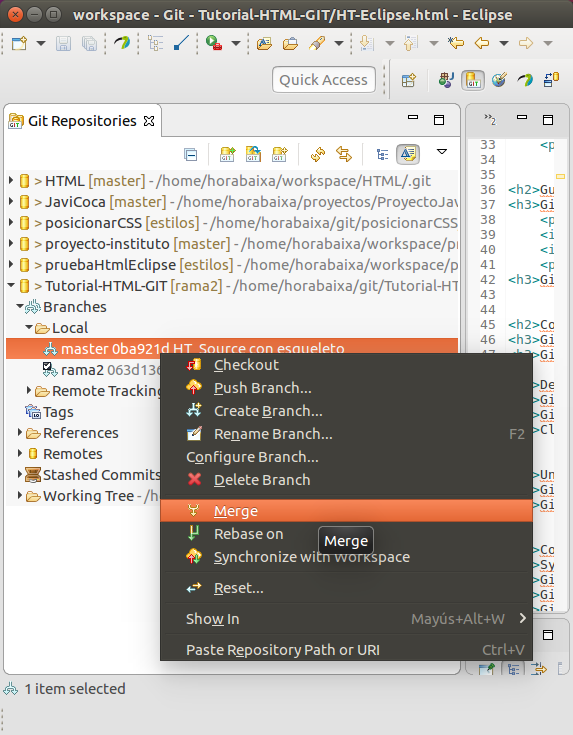 workspace - Git - Tutorial-HTML-GIT/HT-Eclipse.html - Eclipse
Quick Access
Git Repositories
> HTML [master] - /home/horabaixa/workspace/HTML/.git
> JaviCoca [master] - /home/horabaixa/proyectos/ProyectoJav
> posicionarCSS [estilos] - /home/horabaixa/git/posicionarCSS
> proyecto-instituto [master] - /home/horabaixa/workspace/pr
> pruebaHtmlEclipse [estilos] - /home/horabaixa/workspace/p
> Tutorial-HTML-GIT [rama2] - /home/horabaixa/git/Tutorial-HT
Branches
Local
master 0ba921d HT_Source con esqueleto
rama2 063d136
Remote Tracking
Tags
References
Remotes
Stashed Commits
Working Tree - /ho
Checkout
Push Branch...
Create Branch...
Rename Branch... F2
Configure Branch...
Delete Branch
Merge
Rebase on
Merge
Synchronize with Workspace
Reset...
Show In Mayús+Alt+W
Paste Repository Path or URI Ctrl+V
»2
33 <p
34
35
36 <h2>Gu
37 <h3>Gi
38 <p
39 <i
40 <i
41 <p
42 <h3>Gi
43
44
45 <h2>Co
46 <h3>Gi
47
>Gi
>De
>Gi
>Gi
>Cl
>Un
>Gi
>Gi
>Co
>Sy
>Gi
>Gi
>Gi
1 item selected